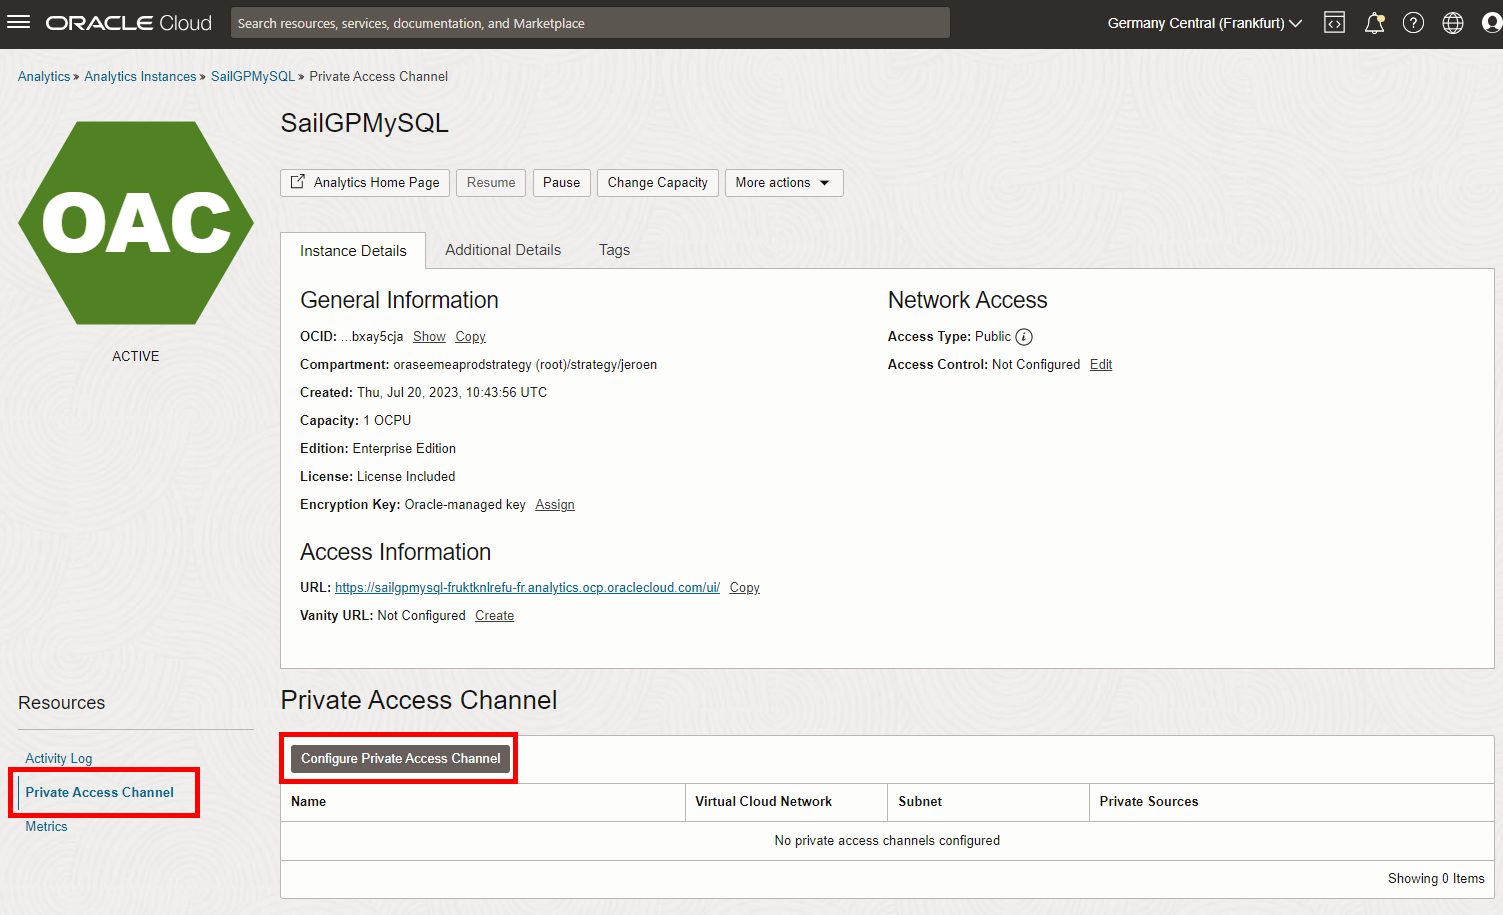 ORACLE Cloud
Search resources, services, documentation, and Marketplace
Germany Central (Frankfurt)
Analytics » Analytics Instances » SailGPMySQL » Private Access Channel
OAC
ACTIVE
SailGPMySQL
Analytics Home Page Resume Pause Change Capacity More actions
Instance Details Additional Details Tags
General Information
OCID: ...bxay5cja Show Copy
Compartment: oraseemeaprodstrategy (root)/strategy/jeroen
Created: Thu, Jul 20, 2023, 10:43:56 UTC
Capacity: 1 OCPU
Edition: Enterprise Edition
License: License Included
Encryption Key: Oracle-managed key Assign
Network Access
Access Type: Public
Access Control: Not Configured Edit
Access Information
URL: https://sailgpmysql-fruktknlrefu-fr.analytics.ocp.oraclecloud.com/ui/ Copy
Vanity URL: Not Configured Create
Resources
Activity Log
Private Access Channel
Metrics
Private Access Channel
Configure Private Access Channel
Name Virtual Cloud Network Subnet Private Sources
No private access channels configured
Showing 0 Items